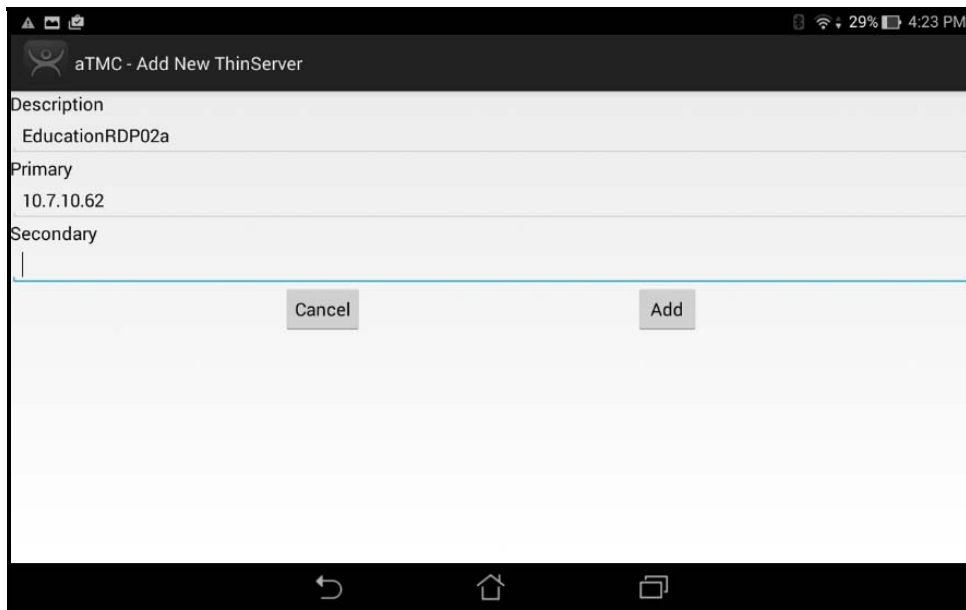 29% 4:23 PM
aTMC - Add New ThinServer
Description
EducationRDP02a
Primary
10.7.10.62
Secondary
Cancel Add